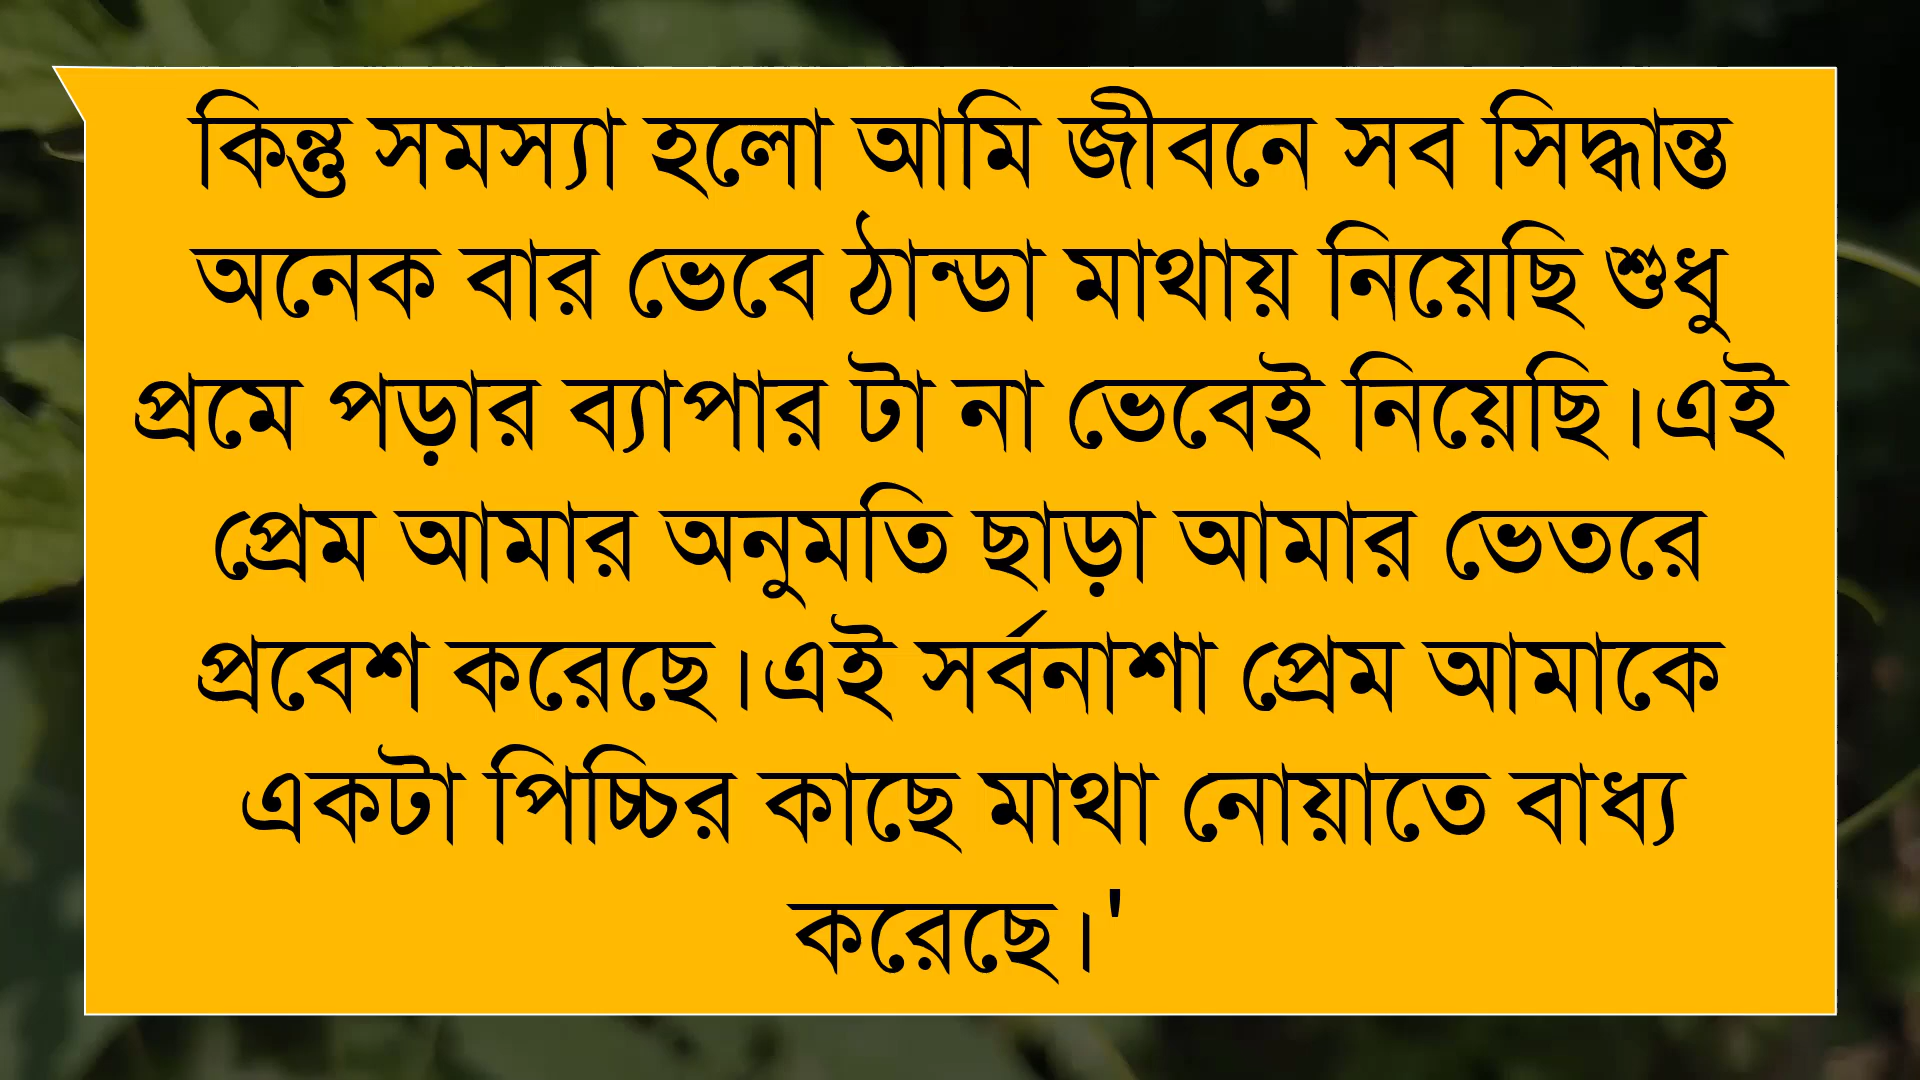 কিন্তু সমস্যা হলো আমি জীবনে সব সিদ্ধান্ত
অনেক বার ভেবে ঠান্ডা মাথায় নিয়েছি শুধু
প্রমে পড়ার ব্যাপার টা না ভেবেই নিয়েছি।এই
প্রেম আমার অনুমতি ছাড়া আমার ভেতরে
প্রবেশ করেছে।এই সর্বনাশা প্রেম আমাকে
একটা পিচ্চির কাছে মাথা নোয়াতে বাধ্য
করেছে।'